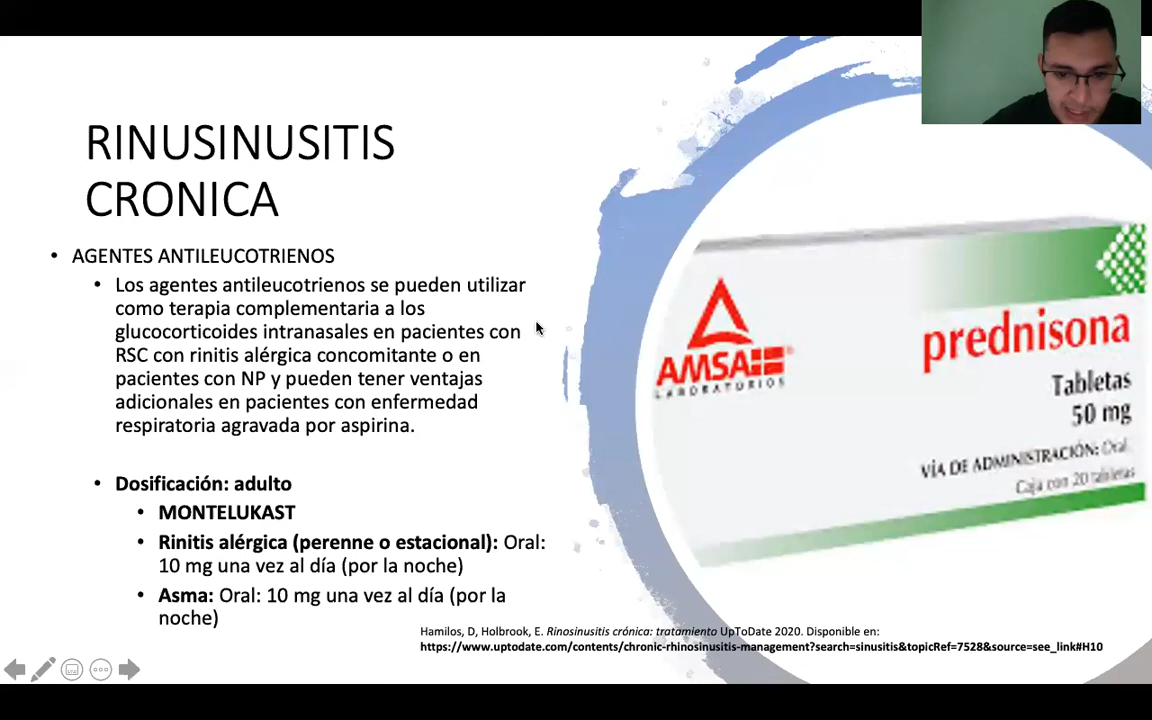 RINUSINUSITIS
CRONICA
• AGENTES ANTILEUCOTRIENOS
• Los agentes antileucotrienos se pueden utilizar
como terapia complementaria a los
glucocorticoides intranasales en pacientes con
RSC con rinitis alérgica concomitante o en
pacientes con NP y pueden tener ventajas
adicionales en pacientes con enfermedad
respiratoria agravada por aspirina.
• Dosificación: adulto
• MONTELUKAST
• Rinitis alérgica (perenne o estacional): Oral:
10 mg una vez al día (por la noche)
• Asma: Oral: 10 mg una vez al día (por la
noche)
AMSA
LABORATORIOS
prednisona
Tabletas
50 mg
VÍA DE ADMINISTRACIÓN: Oral.
Caja con 20 tabletas
Hamilos, D, Holbrook, E. Rinosinusitis crónica: tratamiento UpToDate 2020. Disponible en:
https://www.uptodate.com/contents/chronic-rhinosinusitis-management?search=sinusitis&topicRef=7528&source=see_link#H10